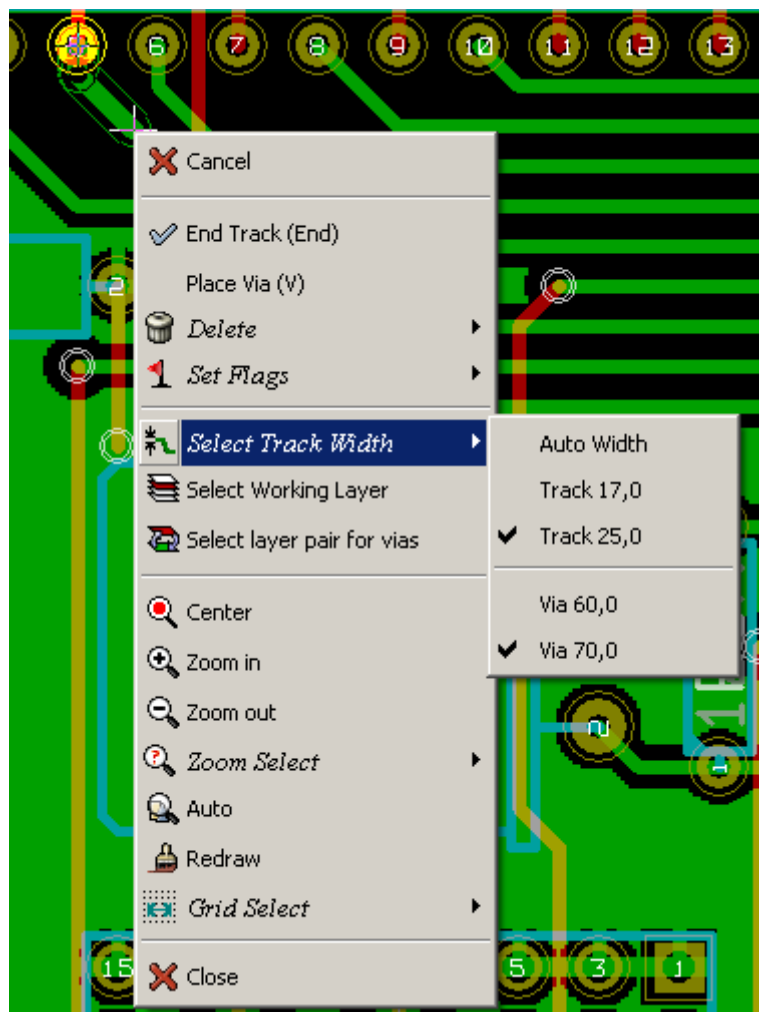 6 7 8 9 10 11 12 13
Cancel
End Track (End)
Place Via (V)
2
Delete
Set Flags
Select Track Width
Auto Width
Select Working Layer
Track 17,0
Select layer pair for vias
Track 25,0
Center
Via 60,0
Zoom in
Via 70,0
Zoom out
2
Zoom Select
1
Auto
Redraw
Grid Select
15
Close
5 3 1